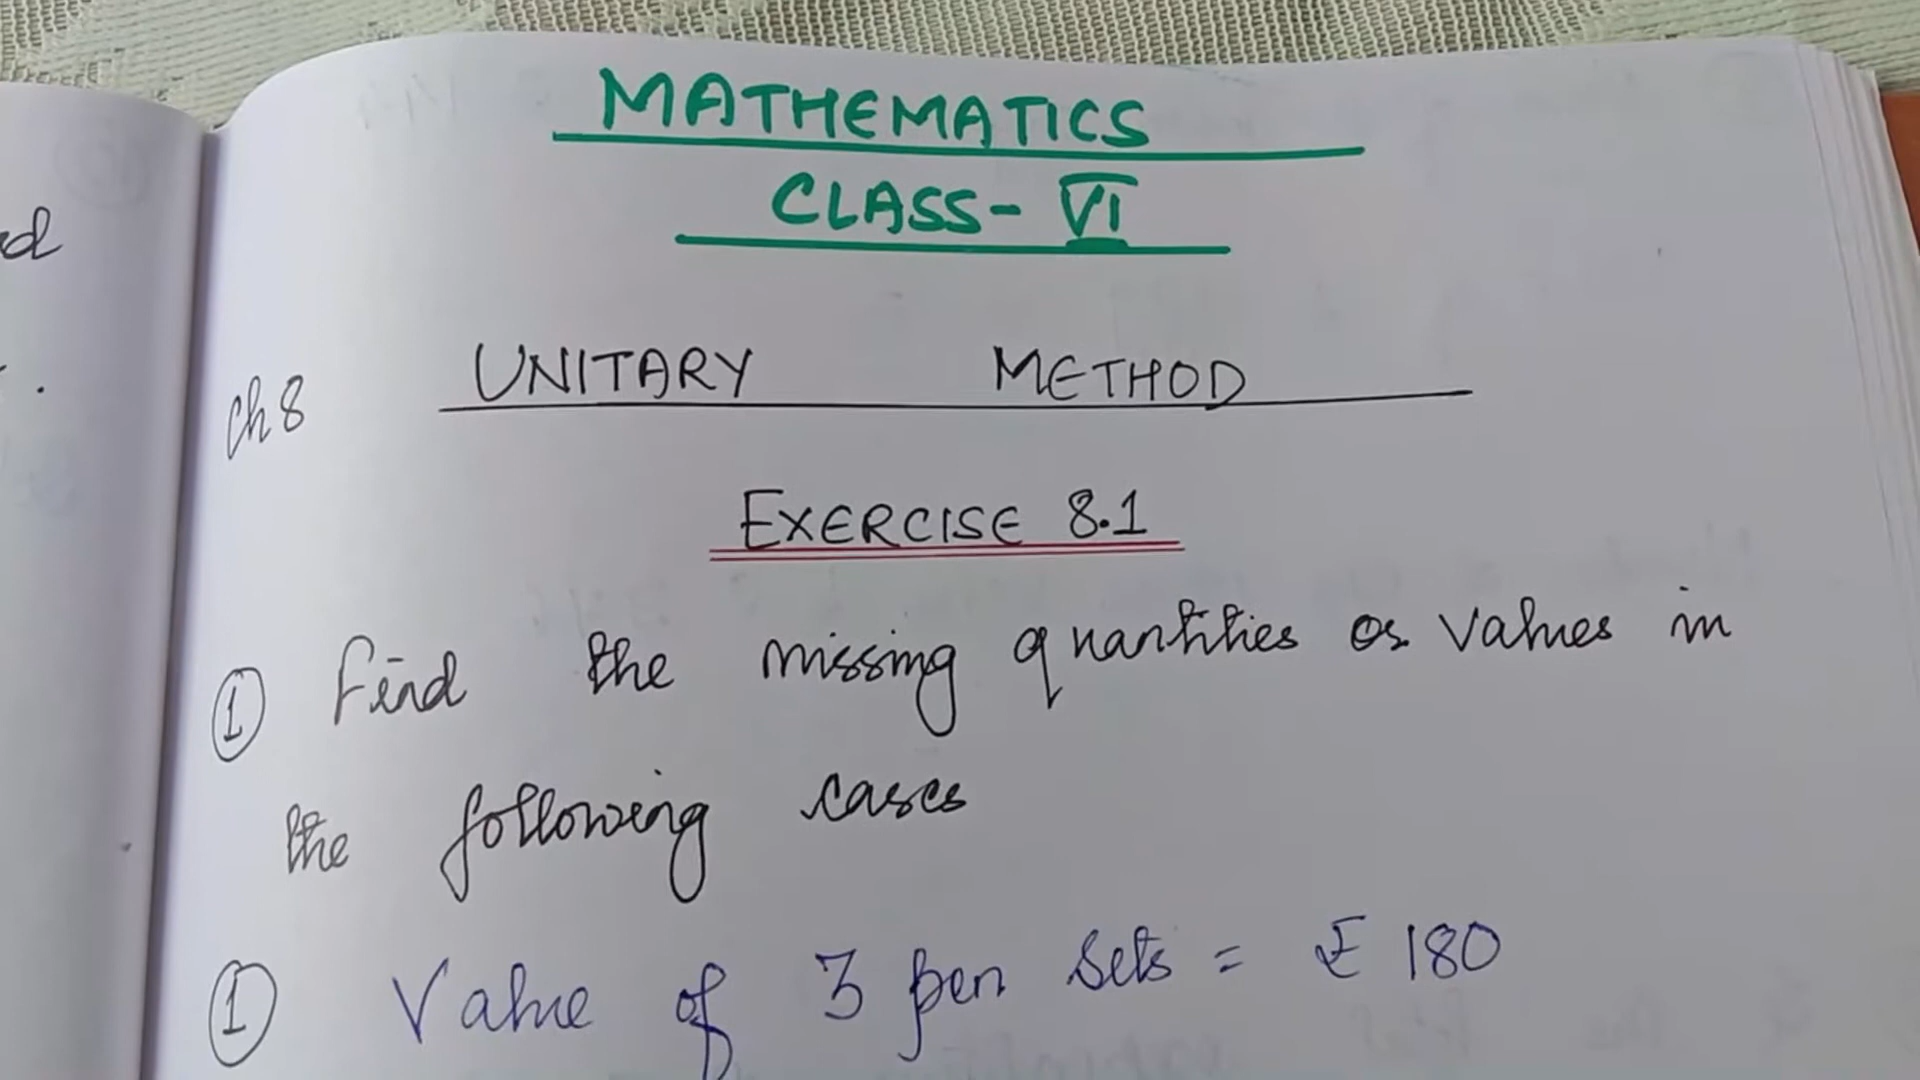 MATHEMATICS
CLASS- VI
Ch 8 UNITARY METHOD
EXERCISE 8.1
① Find the missing quantities or values in
the following cases
① Value of 3 pen sets = ₹ 180